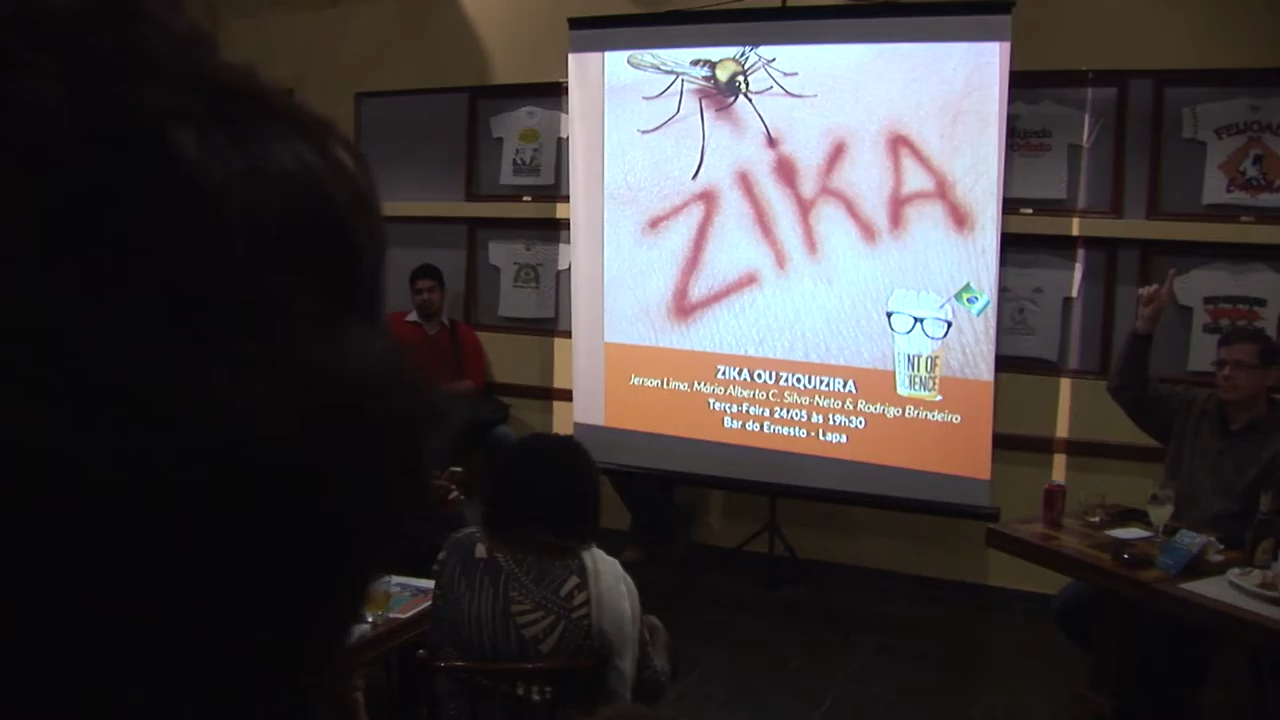 ZIKA
PINT OF
SCIENCE
ZIKA OU ZIQUIZIRA
Jerson Lima, Mário Alberto C. Silva-Neto & Rodrigo Brindeiro
Terça-Feira 24/05 às 19h30
Bar do Ernesto - Lapa
FEIJOADA